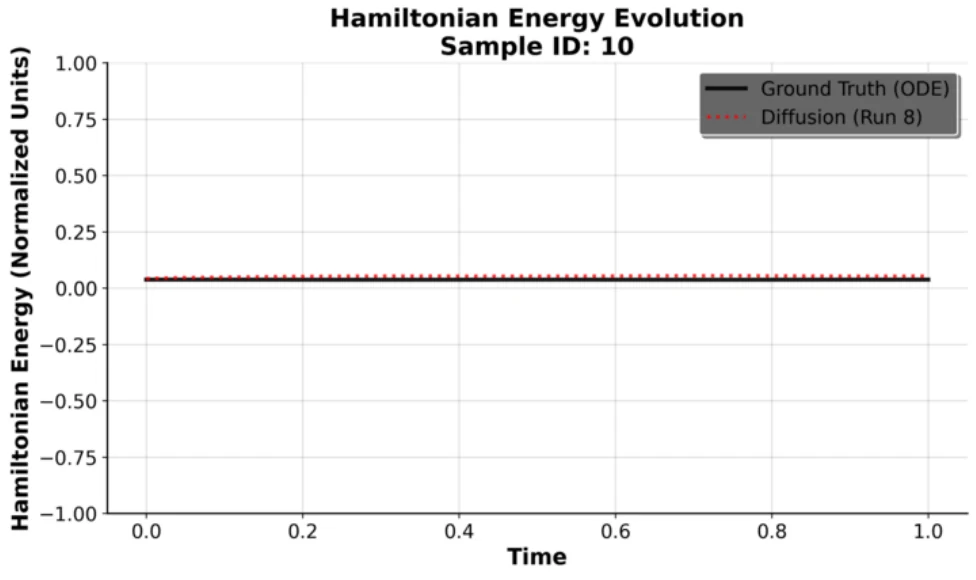 Hamiltonian Energy Evolution
Sample ID: 10
Hamiltonian Energy (Normalized Units)
1.00
0.75
0.50
0.25
0.00
−0.25
−0.50
−0.75
−1.00
Ground Truth (ODE)
Diffusion (Run 8)
0.0 0.2 0.4 0.6 0.8 1.0
Time